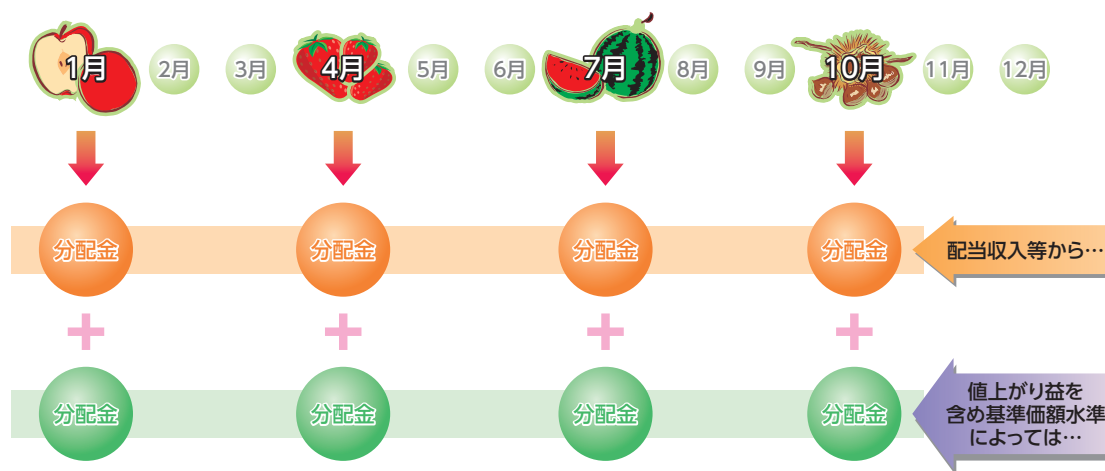 1月 2月 3月 4月 5月 6月 7月 8月 9月 10月 11月 12月
分配金 分配金 分配金 分配金 配当収入等から…
+ + + +
分配金 分配金 分配金 分配金
値上がり益を
含め基準価額水準
によっては…